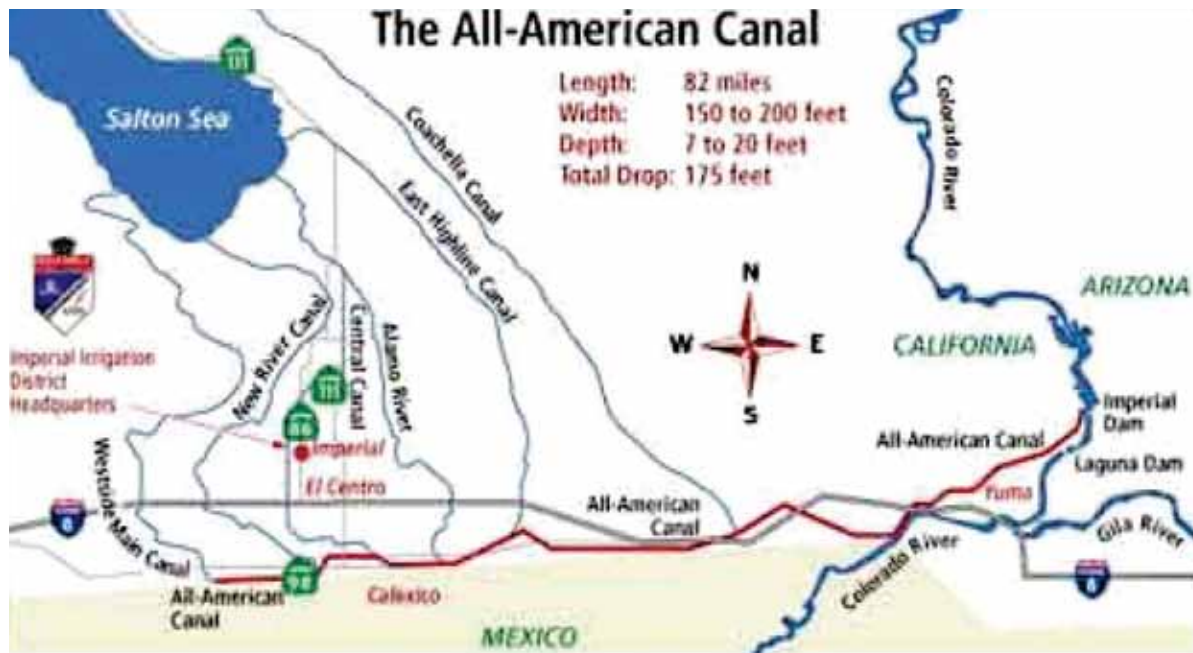 The All-American Canal
Length: 82 miles
Width: 150 to 200 feet
Depth: 7 to 20 feet
Total Drop: 175 feet
111
Salton Sea
Coachella Canal
East Highline Canal
Colorado River
ARIZONA
CALIFORNIA
N
W E
S
Imperial Irrigation
District
Headquarters
New River Canal
Central Canal
Alamo River
111
86
Imperial
El Centro
Westside Main Canal
8
All-American
Canal
All-American Canal
Imperial
Dam
Laguna Dam
Yuma
Gila River
Colorado River
8
98
All-American
Canal
Calexico
MEXICO